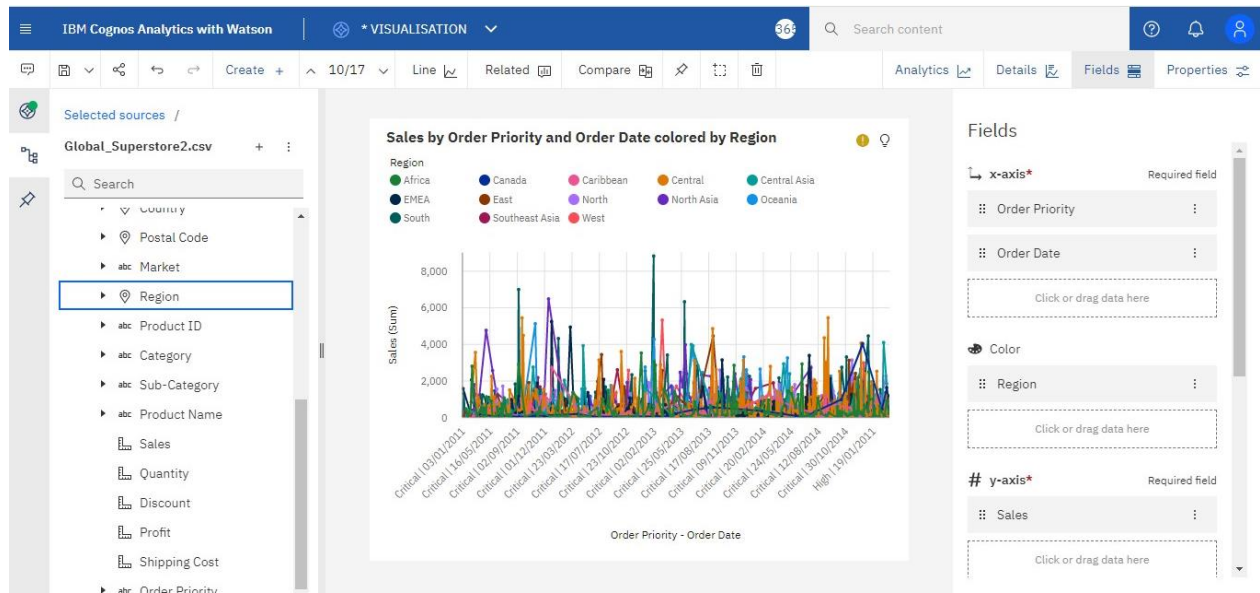 IBM Cognos Analytics with Watson
* VISUALISATION
Search content
Create +
10/17
Line
Related
Compare
Analytics
Details
Fields
Properties
Selected sources /
Global_Superstore2.csv
Search
Country
Postal Code
abc Market
Region
abc Product ID
abc Category
abc Sub-Category
abc Product Name
Sales
Quantity
Discount
Profit
Shipping Cost
abc Order Priority
Sales by Order Priority and Order Date colored by Region
Region
Africa Canada Caribbean Central Central Asia
EMEA East North North Asia Oceania
South Southeast Asia West
Sales (Sum)
8,000
6,000
4,000
2,000
0
Critical | 03/01/2011
Critical | 16/05/2011
Critical | 02/09/2011
Critical | 01/12/2011
Critical | 23/03/2012
Critical | 17/07/2012
Critical | 23/10/2012
Critical | 02/02/2013
Critical | 25/05/2013
Critical | 17/08/2013
Critical | 09/11/2013
Critical | 20/02/2014
Critical | 24/05/2014
Critical | 12/08/2014
Critical | 30/10/2014
High | 19/01/2011
Order Priority - Order Date
Fields
x-axis* Required field
Order Priority
Order Date
Click or drag data here
Color
Region
Click or drag data here
# y-axis* Required field
Sales
Click or drag data here